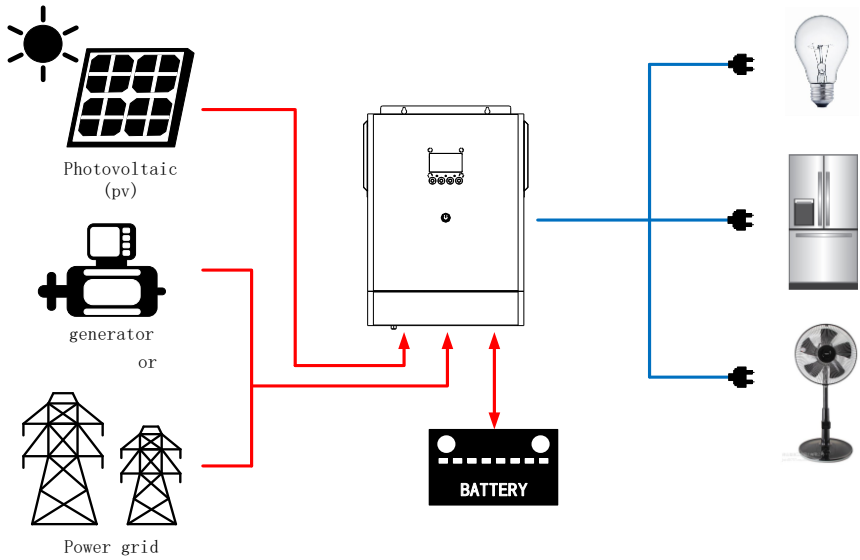 Photovoltaic
(pv)
generator
or
Power grid
BATTERY